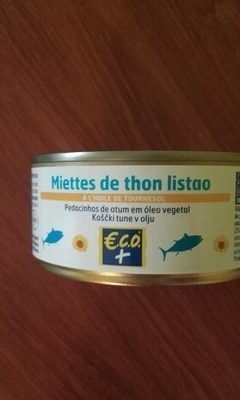 Miettes de thon listao
À L'HUILE DE TOURNESOL
Pedacinhos de atum em óleo vegetal
Koščki tune v olju
€.C.O.
+